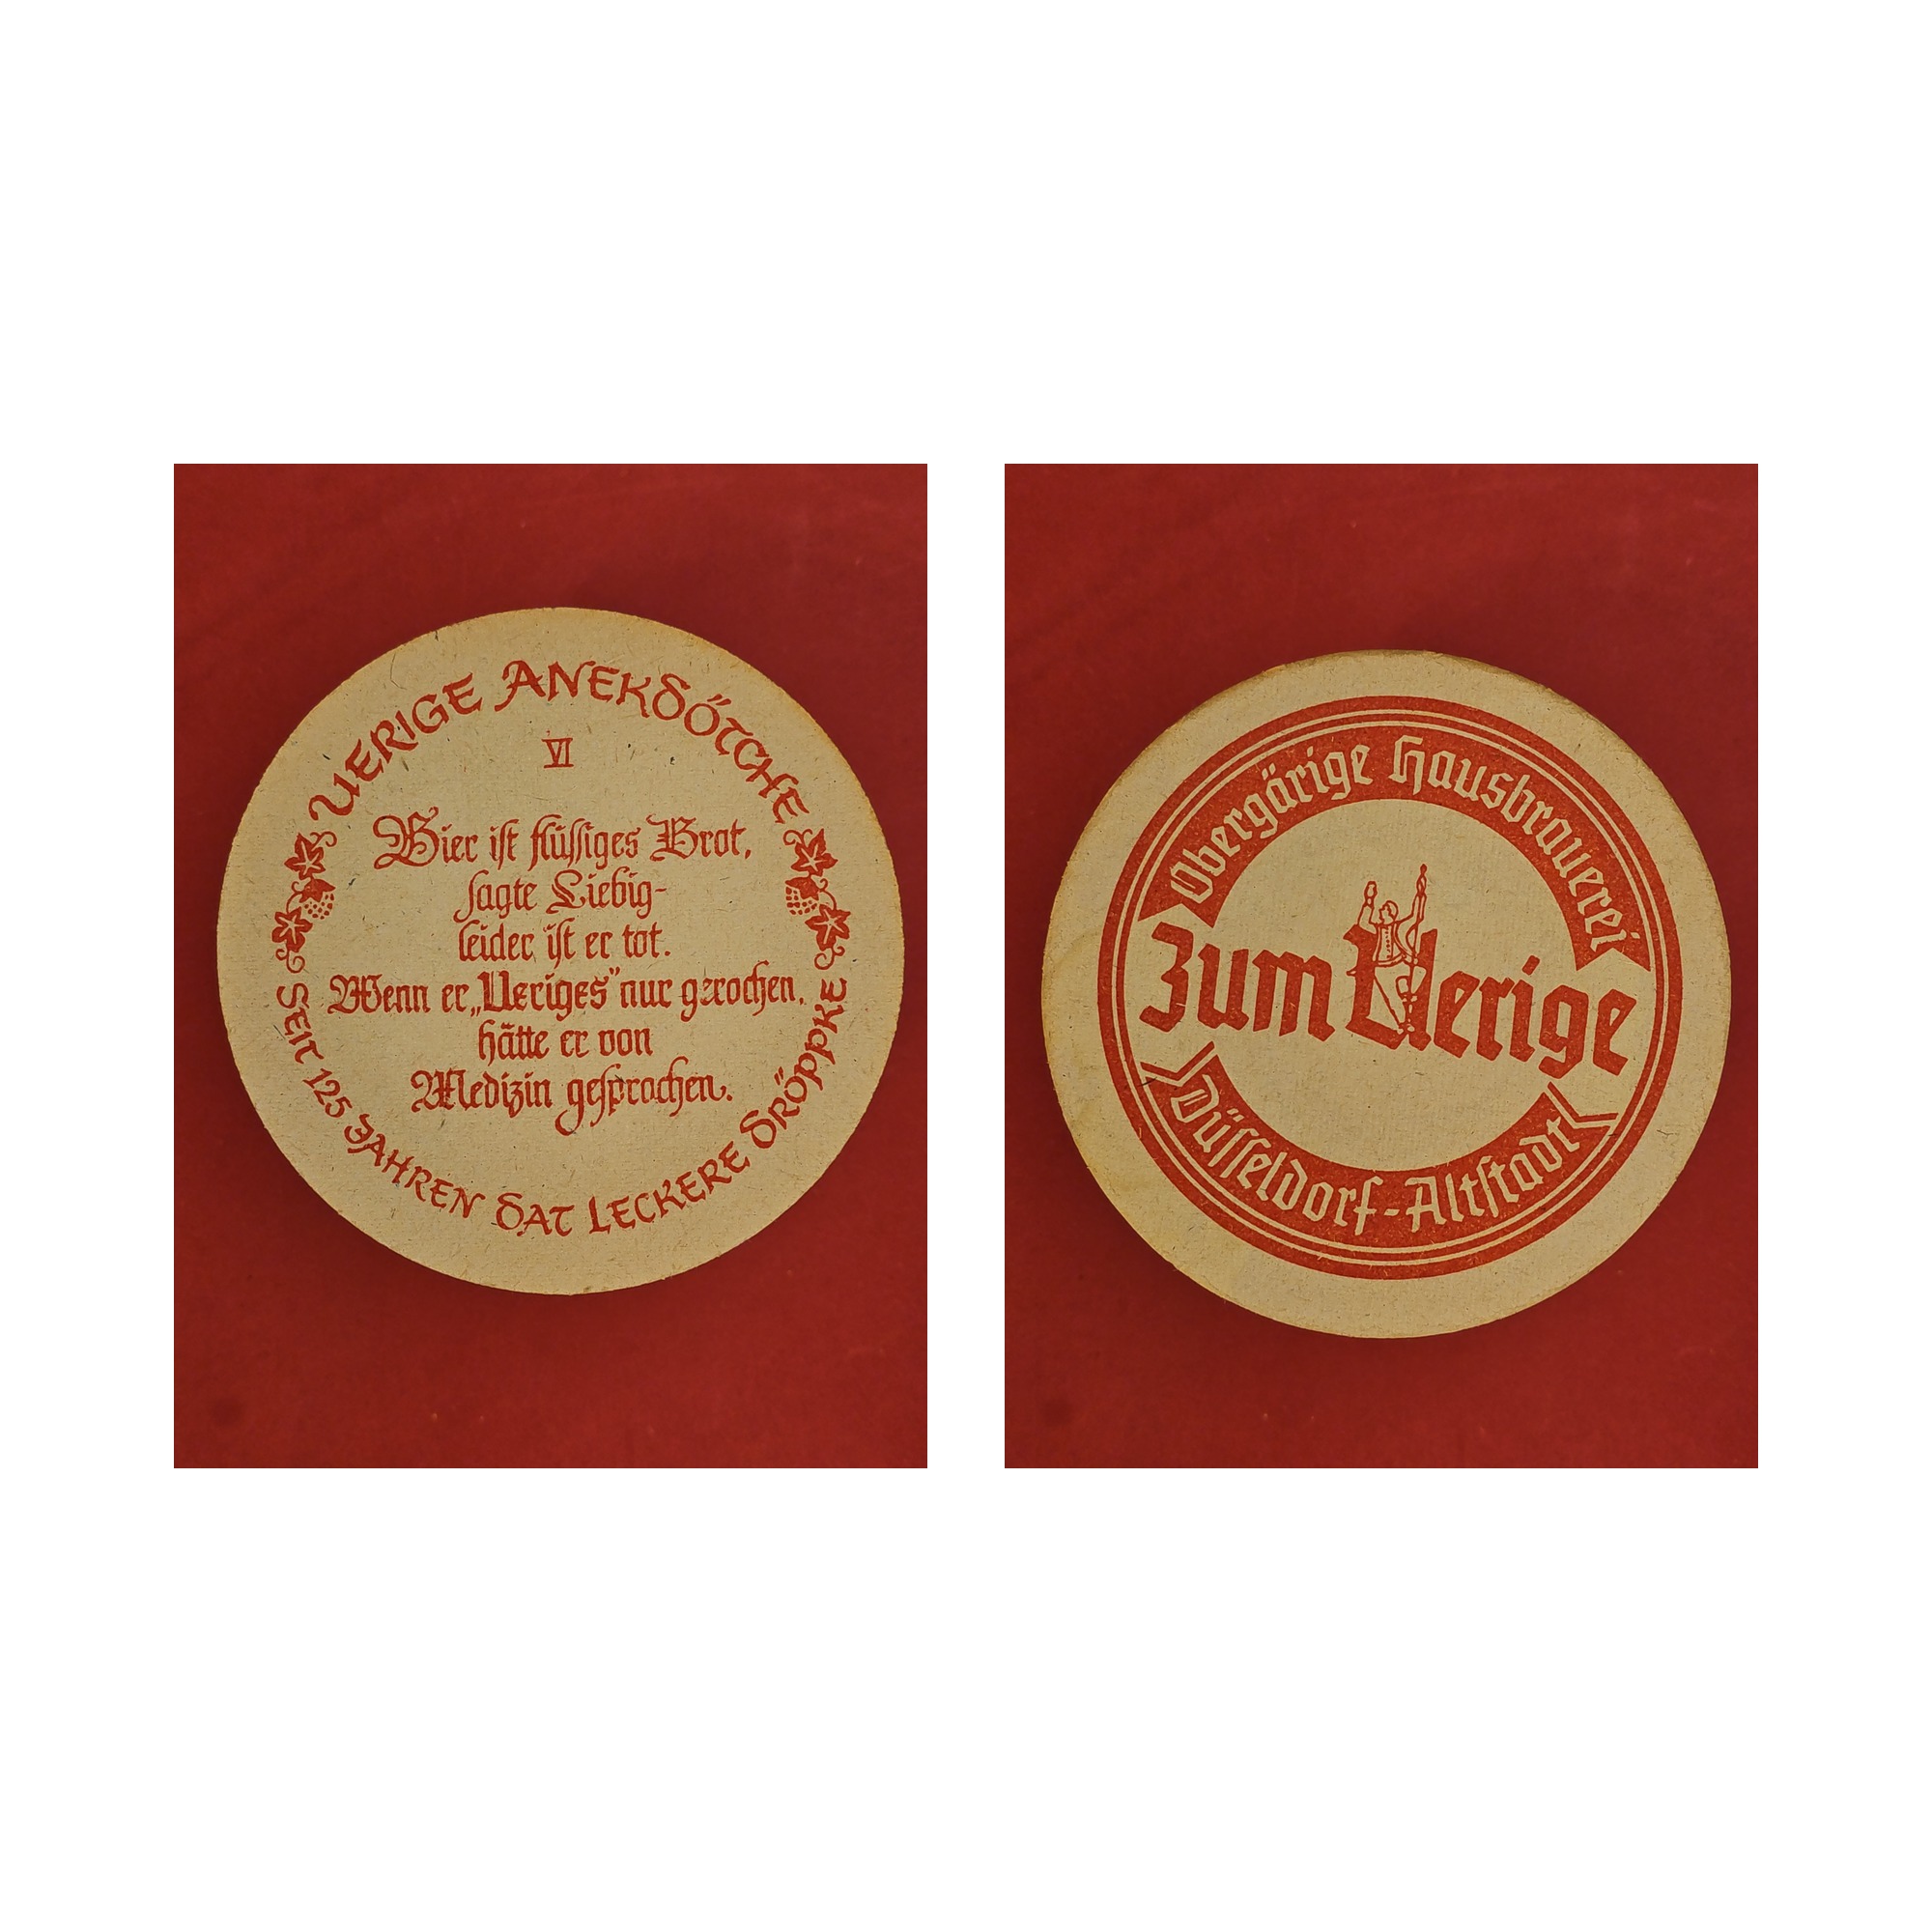 UERIGE ANEKDÖTCHE
VI
Bier iſt flüſſiges Brot,
ſagte Liebig-
leider iſt er tot.
Wenn er „Ueriges" nur gerochen,
hätte er von
Medizin geſprochen.
SEIT 125 JAHREN DAT LECKERE DRÖPPKE
Obergärige Hausbrauerei
Zum Uerige
Düſſeldorf-Altſtadt